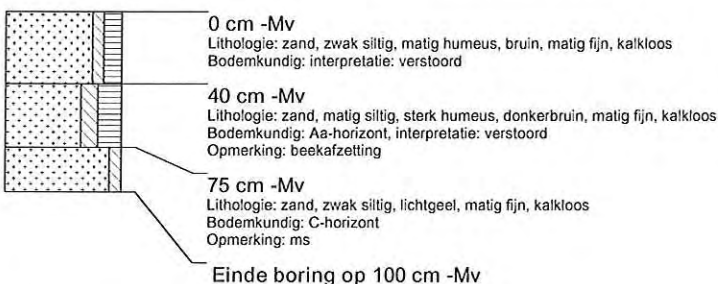 0 cm -Mv
Lithologie: zand, zwak siltig, matig humeus, bruin, matig fijn, kalkloos
Bodemkundig: interpretatie: verstoord
40 cm -Mv
Lithologie: zand, matig siltig, sterk humeus, donkerbruin, matig fijn, kalkloos
Bodemkundig: Aa-horizont, interpretatie: verstoord
Opmerking: beekafzetting
75 cm -Mv
Lithologie: zand, zwak siltig, lichtgeel, matig fijn, kalkloos
Bodemkundig: C-horizont
Opmerking: ms
Einde boring op 100 cm -Mv